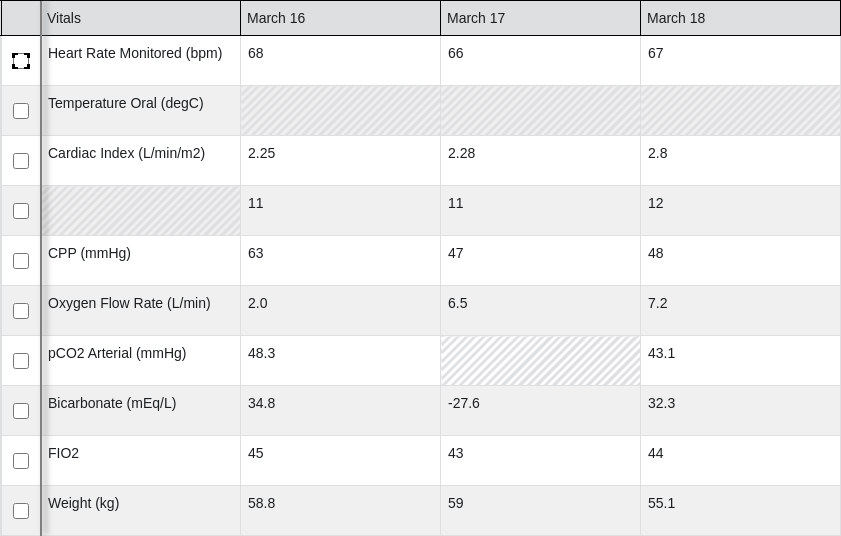 Vitals March 16 March 17 March 18
Heart Rate Monitored (bpm) 68 66 67
Temperature Oral (degC)
Cardiac Index (L/min/m2) 2.25 2.28 2.8
11 11 12
CPP (mmHg) 63 47 48
Oxygen Flow Rate (L/min) 2.0 6.5 7.2
pCO2 Arterial (mmHg) 48.3 43.1
Bicarbonate (mEq/L) 34.8 -27.6 32.3
FIO2 45 43 44
Weight (kg) 58.8 59 55.1